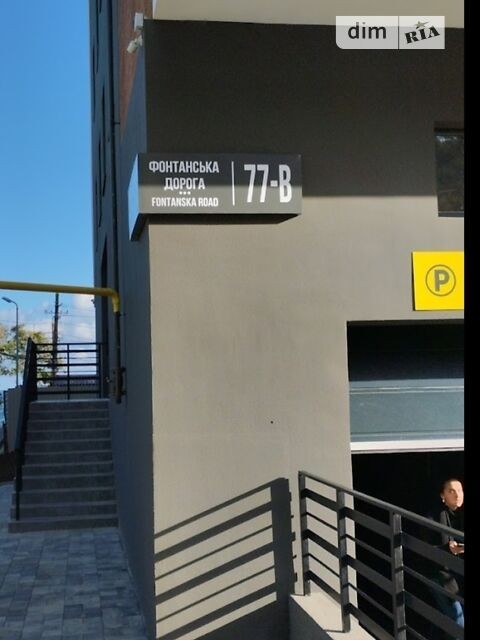 dim RIA
ФОНТАНСЬКА
ДОРОГА
FONTANSKA ROAD
77-В
P